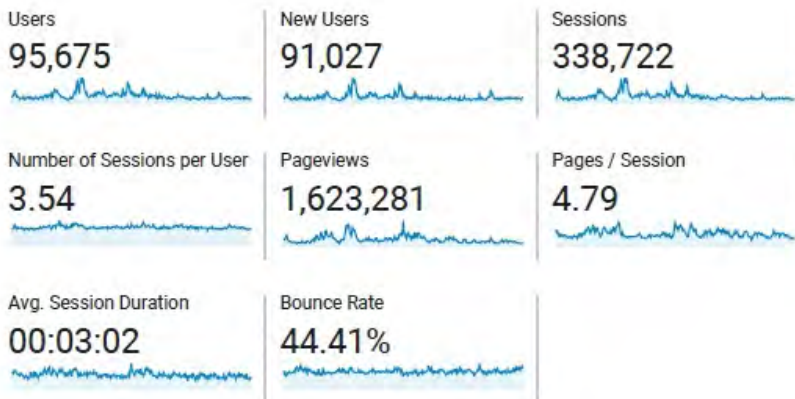 Users
95,675
New Users
91,027
Sessions
338,722
Number of Sessions per User
3.54
Pageviews
1,623,281
Pages / Session
4.79
Avg. Session Duration
00:03:02
Bounce Rate
44.41%